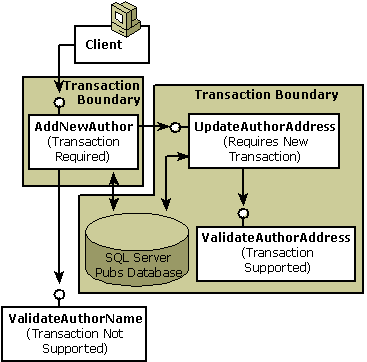 Client
Transaction
Boundary
Transaction Boundary
AddNewAuthor
(Transaction
Required)
UpdateAuthorAddress
(Requires New
Transaction)
SQL Server
Pubs Database
ValidateAuthorAddress
(Transaction
Supported)
ValidateAuthorName
(Transaction Not
Supported)